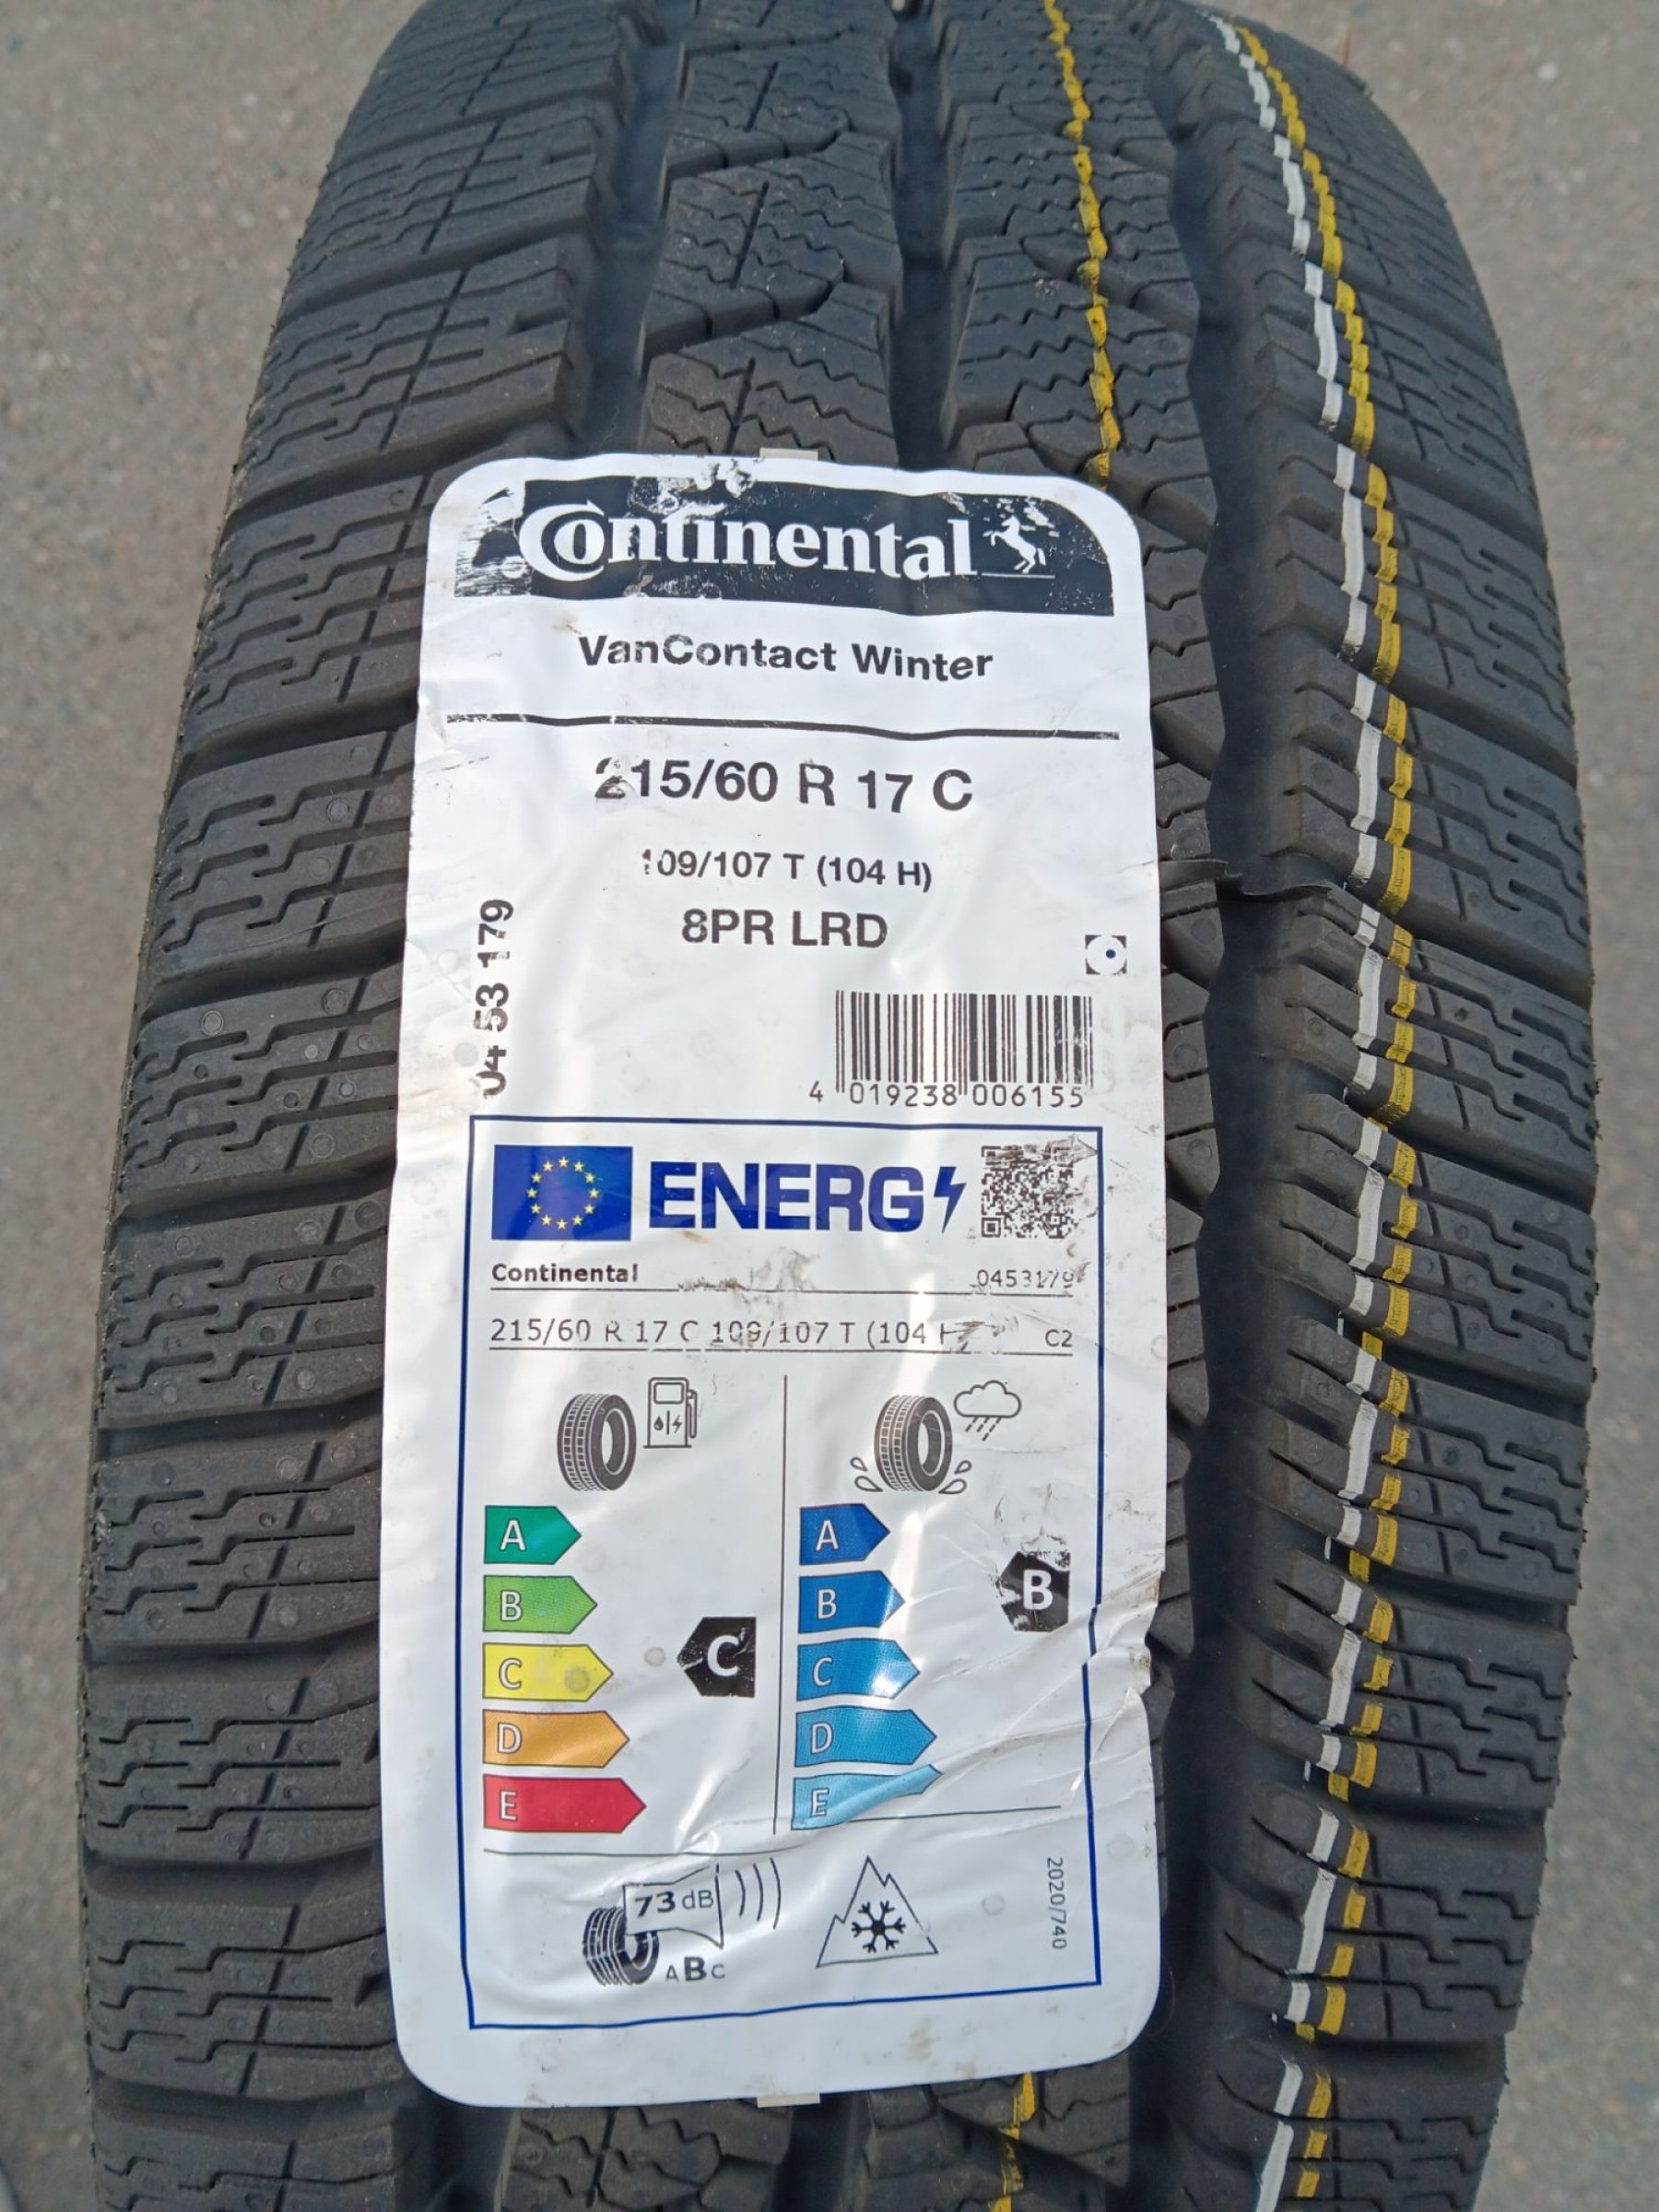 Continental
VanContact Winter
215/60 R 17 C
109/107 T (104 H)
8PR LRD
04 53 179
4 019238 006155
ENERG
Continental
0453179
215/60 R 17 C 109/107 T (104 H)
C2
A
B
C
D
E
C
A
B
C
D
E
B
73 dB
ABC
2020/740